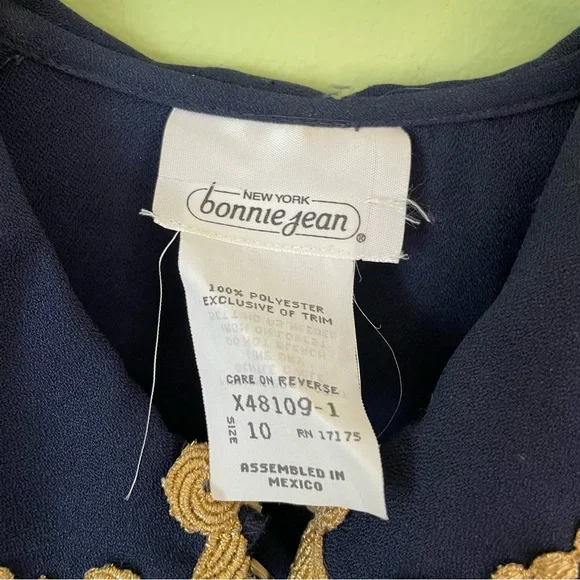 NEW YORK
bonnie jean ®
100% POLYESTER
EXCLUSIVE OF TRIM
CARE ON REVERSE
X48109-1
SIZE 10 RN 17175
ASSEMBLED IN
MEXICO